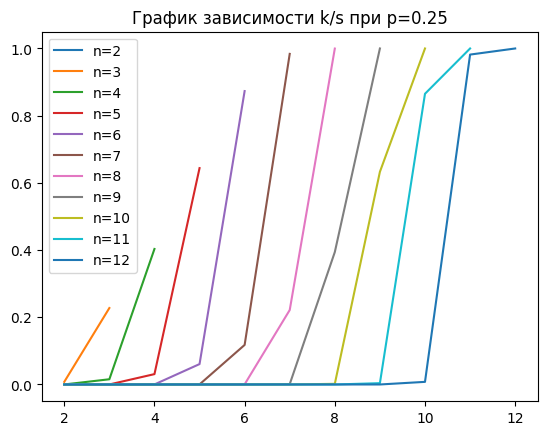 График зависимости k/s при p=0.25
1.0
0.8
0.6
0.4
0.2
0.0
n=2
n=3
n=4
n=5
n=6
n=7
n=8
n=9
n=10
n=11
n=12
2 4 6 8 10 12